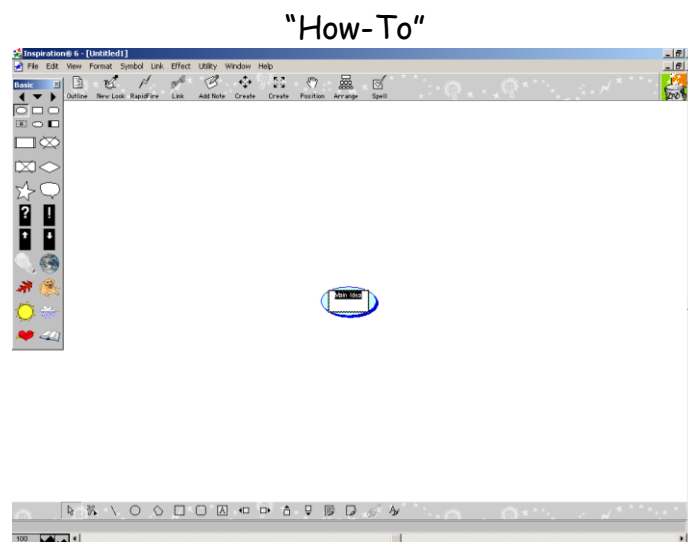 “How-To”
Inspiration® 6 - [Untitled1]
File Edit View Format Symbol Link Effect Utility Window Help
Basic
Outline New Look RapidFire Link Add Note Create Create Position Arrange Spell
? !
Main Idea
A
100